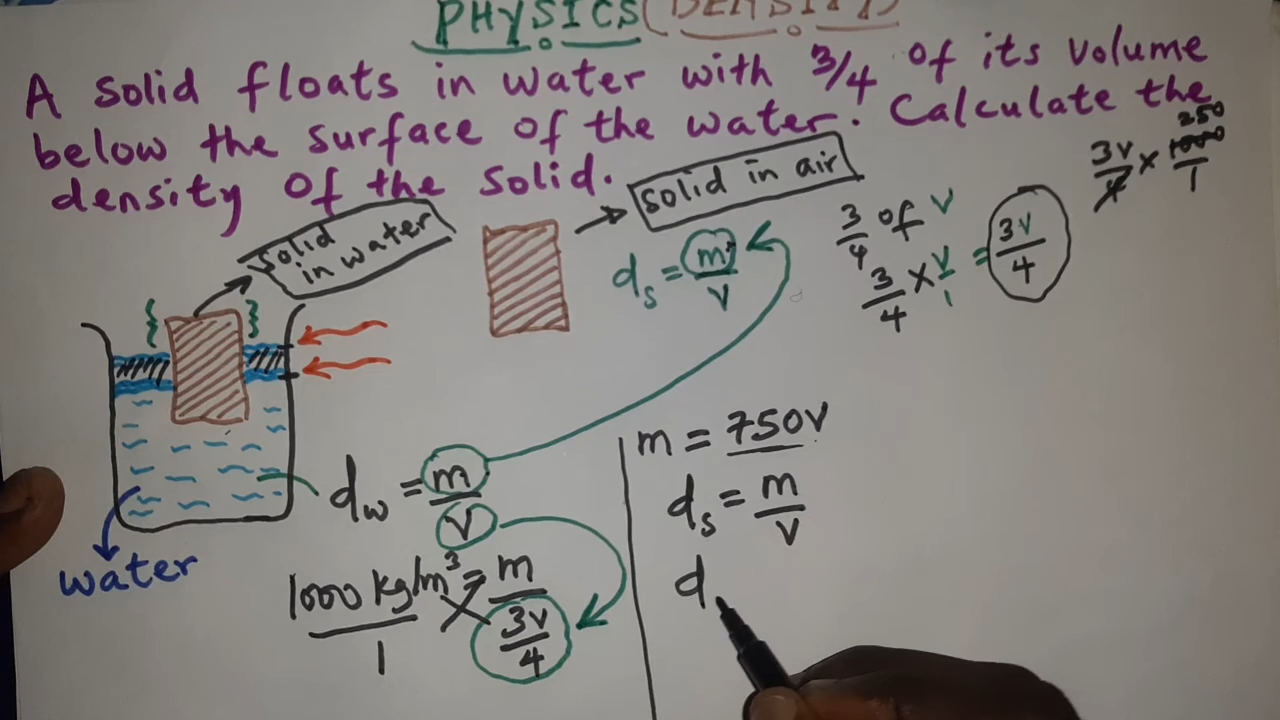 PHYSICS(DENSITY)
A solid floats in water with 3/4 of its volume
below the surface of the water. Calculate the
density of the solid.
solid in air
solid
in water
d_s = m/v
3/4 of v
3/4 × v/1 = 3v/4
3v/4 × 1000/1
250
water
d_w = m/v
1000 kg/m³/1 = m/(3v/4)
m = 750v
d_s = m/v
d